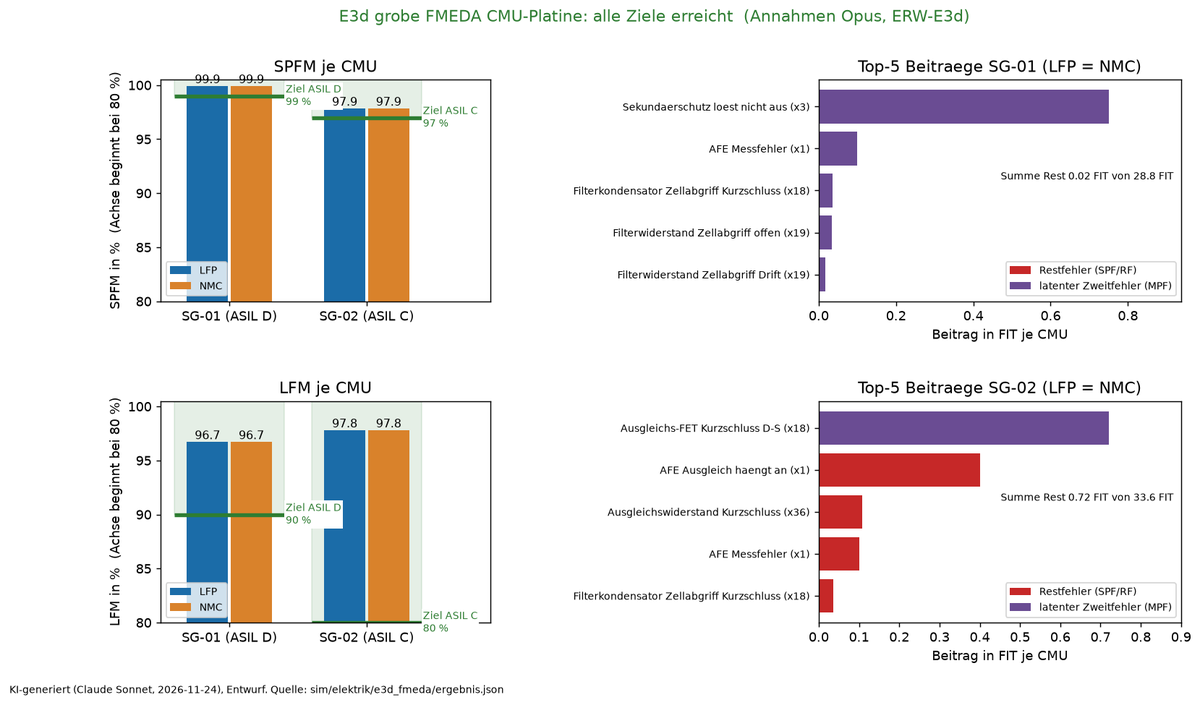 E3d grobe FMEDA CMU-Platine: alle Ziele erreicht  (Annahmen Opus, ERW-E3d)
SPFM je CMU
SPFM in %  (Achse beginnt bei 80 %)
100
95
90
85
80
99.9
99.9
97.9
97.9
Ziel ASIL D
99 %
Ziel ASIL C
97 %
LFP
NMC
SG-01 (ASIL D)
SG-02 (ASIL C)
Top-5 Beitraege SG-01 (LFP = NMC)
Sekundaerschutz loest nicht aus (x3)
AFE Messfehler (x1)
Filterkondensator Zellabgriff Kurzschluss (x18)
Filterwiderstand Zellabgriff offen (x19)
Filterwiderstand Zellabgriff Drift (x19)
Summe Rest 0.02 FIT von 28.8 FIT
Restfehler (SPF/RF)
latenter Zweitfehler (MPF)
0.0
0.2
0.4
0.6
0.8
Beitrag in FIT je CMU
LFM je CMU
LFM in %  (Achse beginnt bei 80 %)
100
95
90
85
80
96.7
96.7
97.8
97.8
Ziel ASIL D
90 %
Ziel ASIL C
80 %
LFP
NMC
SG-01 (ASIL D)
SG-02 (ASIL C)
Top-5 Beitraege SG-02 (LFP = NMC)
Ausgleichs-FET Kurzschluss D-S (x18)
AFE Ausgleich haengt an (x1)
Ausgleichswiderstand Kurzschluss (x36)
AFE Messfehler (x1)
Filterkondensator Zellabgriff Kurzschluss (x18)
Summe Rest 0.72 FIT von 33.6 FIT
Restfehler (SPF/RF)
latenter Zweitfehler (MPF)
0.0
0.1
0.2
0.3
0.4
0.5
0.6
0.7
0.8
0.9
Beitrag in FIT je CMU
KI-generiert (Claude Sonnet, 2026-11-24), Entwurf. Quelle: sim/elektrik/e3d_fmeda/ergebnis.json